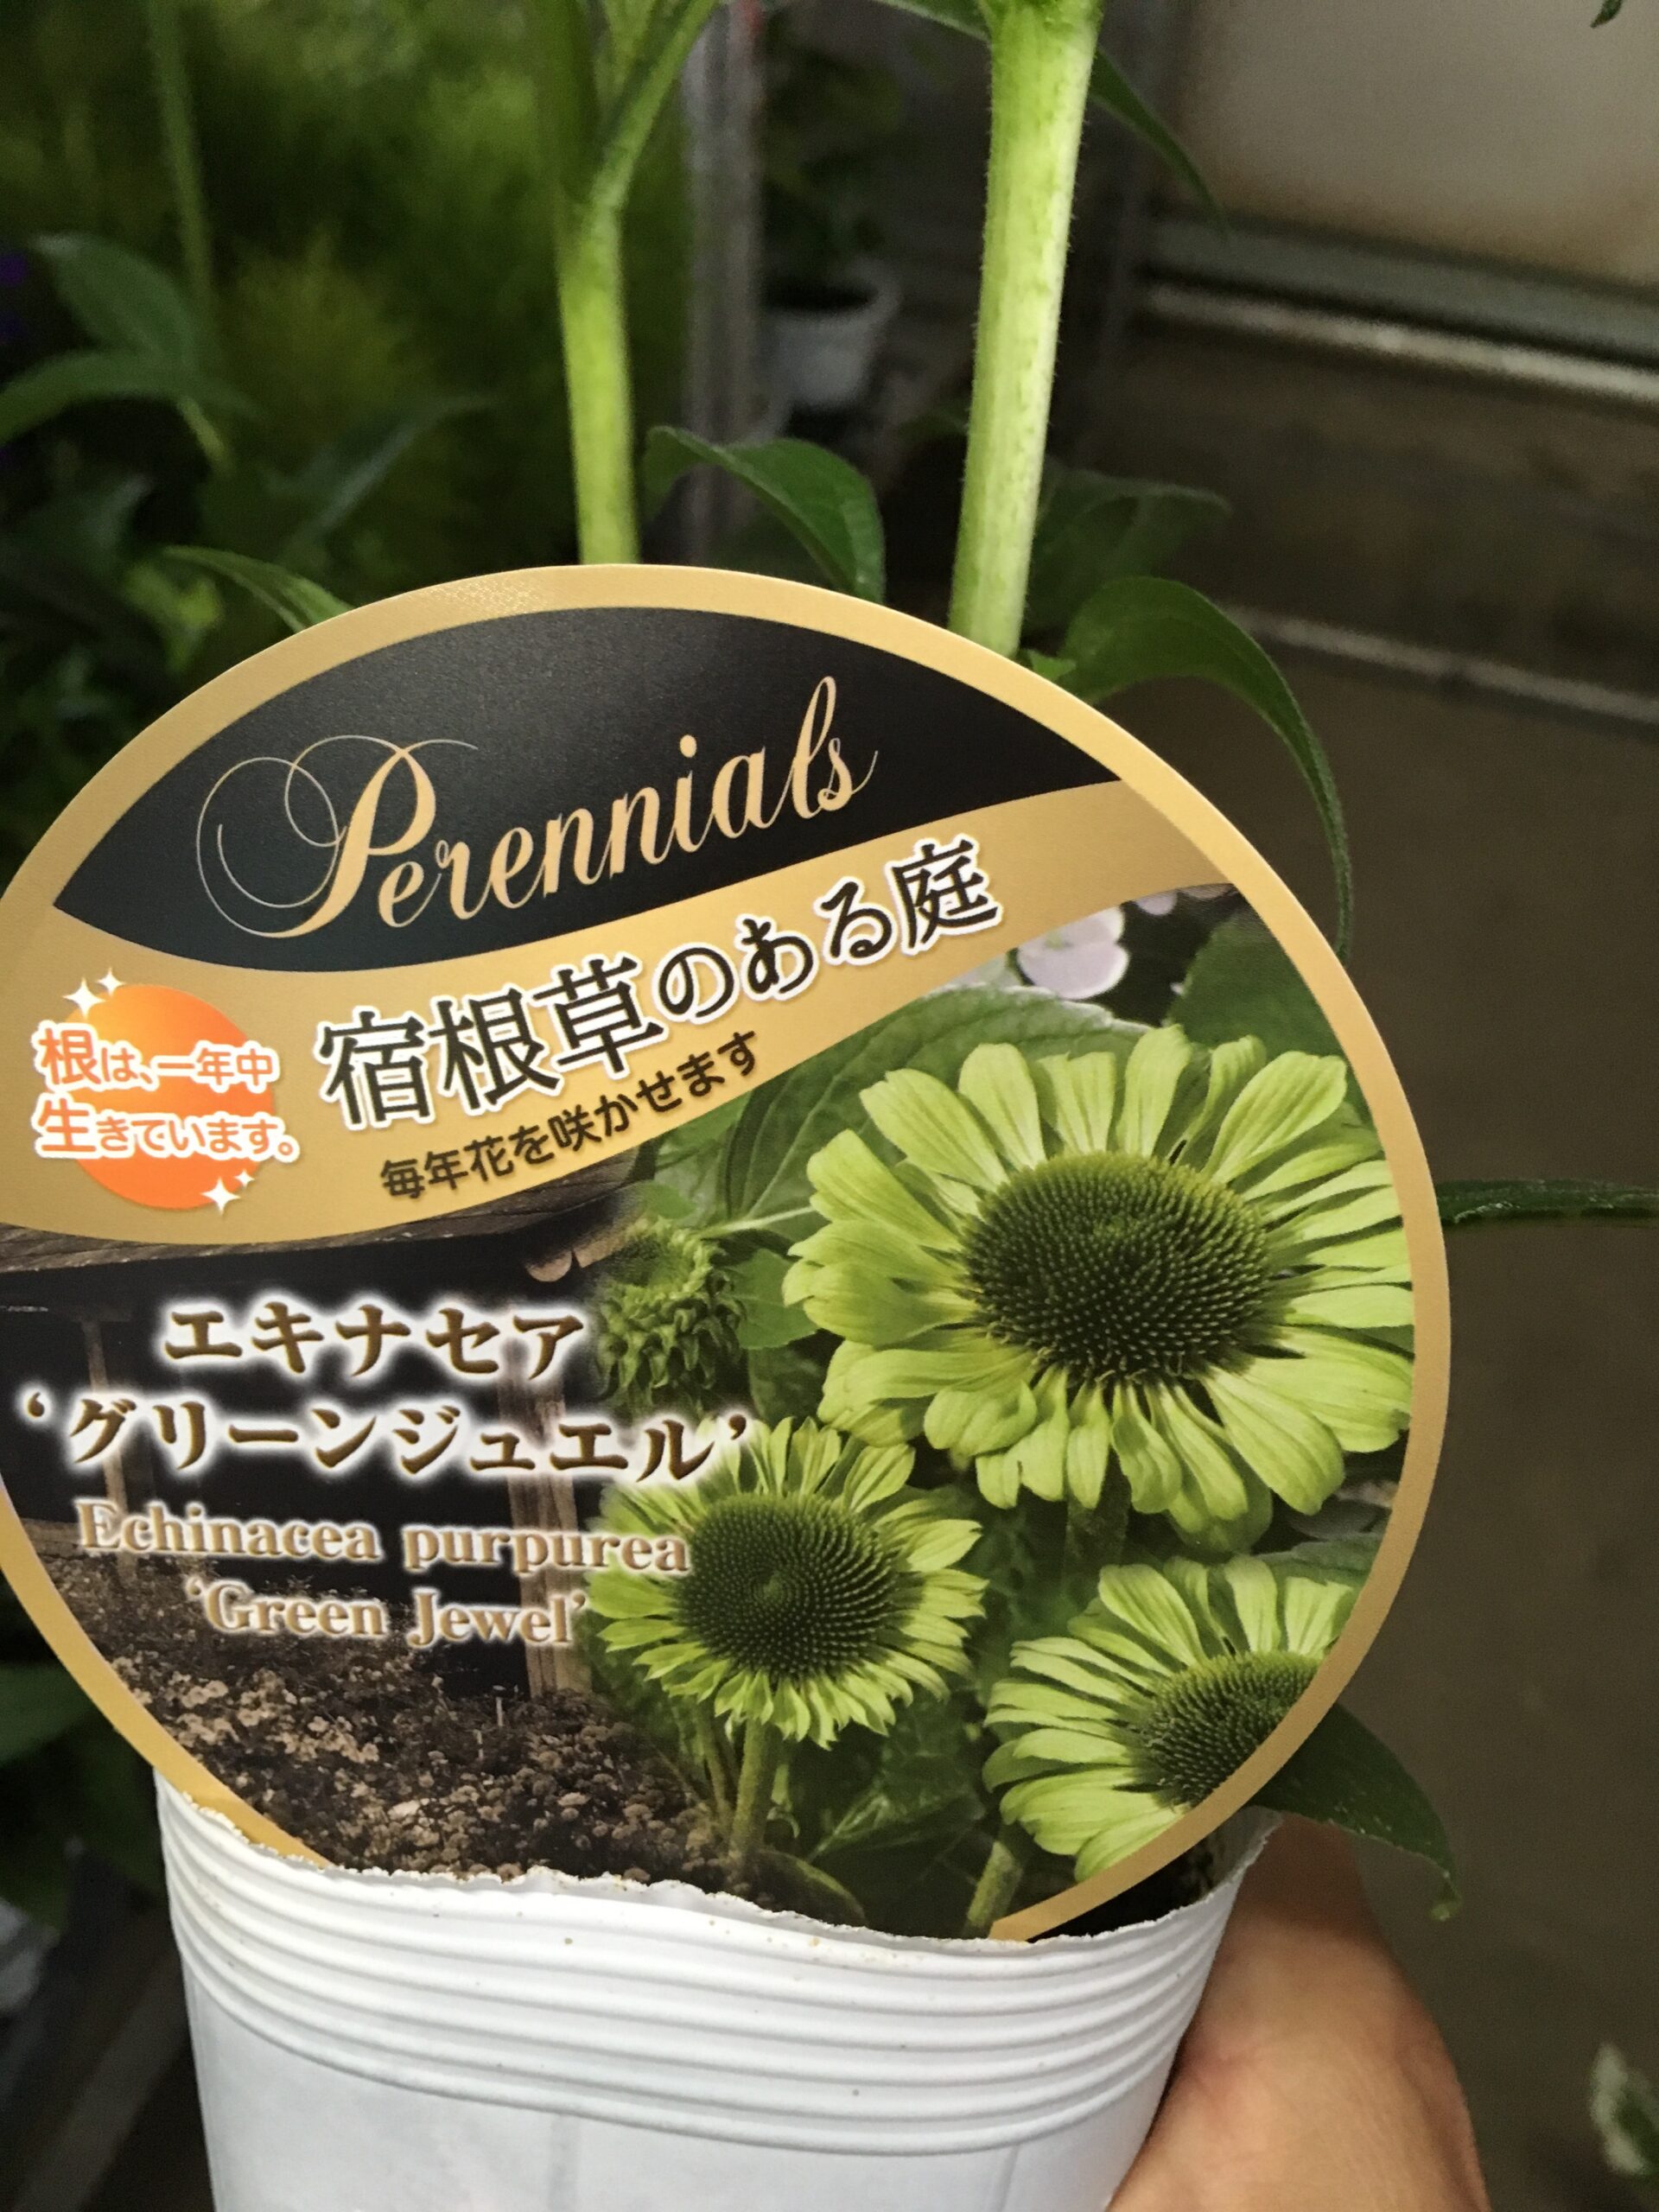 Perennials
宿根草のある庭
毎年花を咲かせます
根は、一年中
生きています。
エキナセア
‘グリーンジュエル’
Echinacea purpurea
‘Green Jewel’